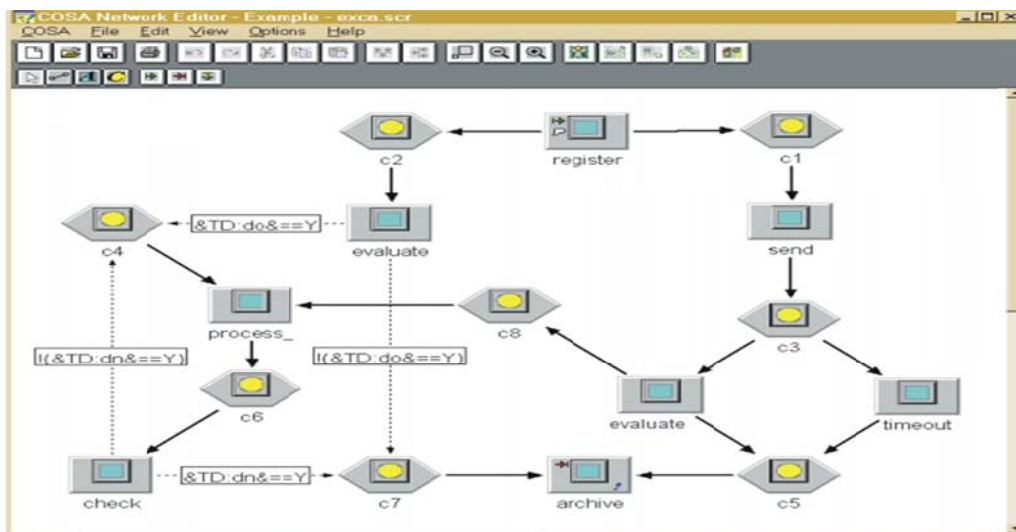 COSA Network Editor - Example - exca.scr
COSA File Edit View Options Help
c2
register
c1
&TD:do&==Y
c4
evaluate
send
process_
c8
c3
!(&TD:dn&==Y)
!(&TD:do&==Y)
c6
evaluate
timeout
&TD:dn&==Y
check
c7
archive
c5